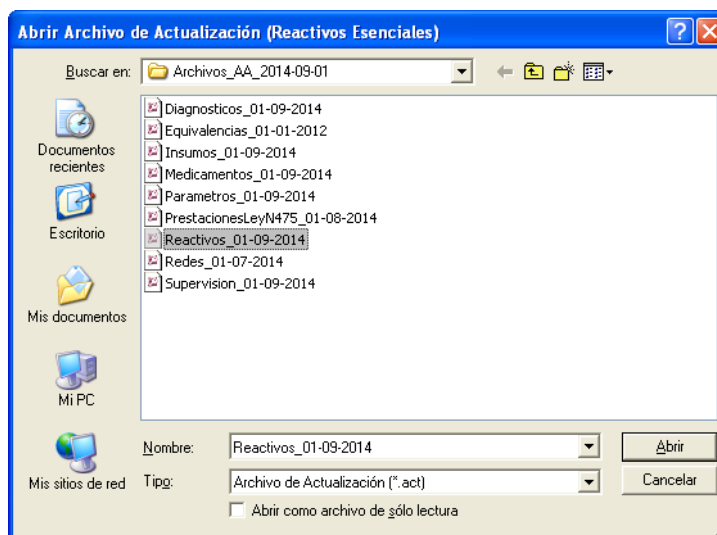 Abrir Archivo de Actualización (Reactivos Esenciales)
Buscar en:
Archivos_AA_2014-09-01
Documentos recientes
Escritorio
Mis documentos
Mi PC
Mis sitios de red
Diagnosticos_01-09-2014
Equivalencias_01-01-2012
Insumos_01-09-2014
Medicamentos_01-09-2014
Parametros_01-09-2014
PrestacionesLeyN475_01-08-2014
Reactivos_01-09-2014
Redes_01-07-2014
Supervision_01-09-2014
Nombre:
Reactivos_01-09-2014
Abrir
Tipo:
Archivo de Actualización (*.act)
Cancelar
Abrir como archivo de sólo lectura